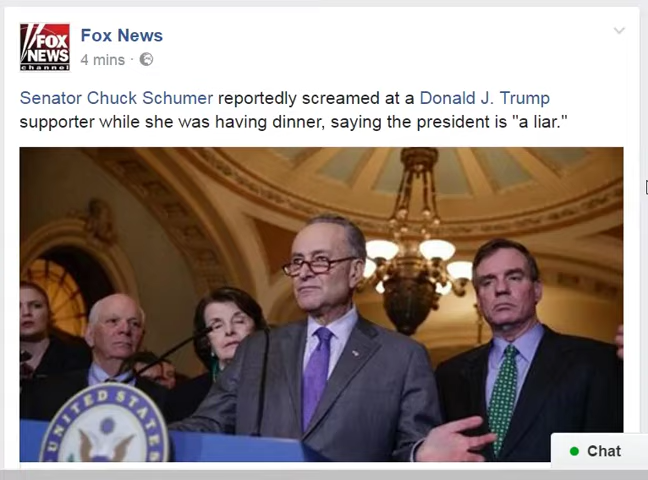 FOX
NEWS
channel
Fox News
4 mins ·
Senator Chuck Schumer reportedly screamed at a Donald J. Trump
supporter while she was having dinner, saying the president is "a liar."
UNITED STATES
Chat